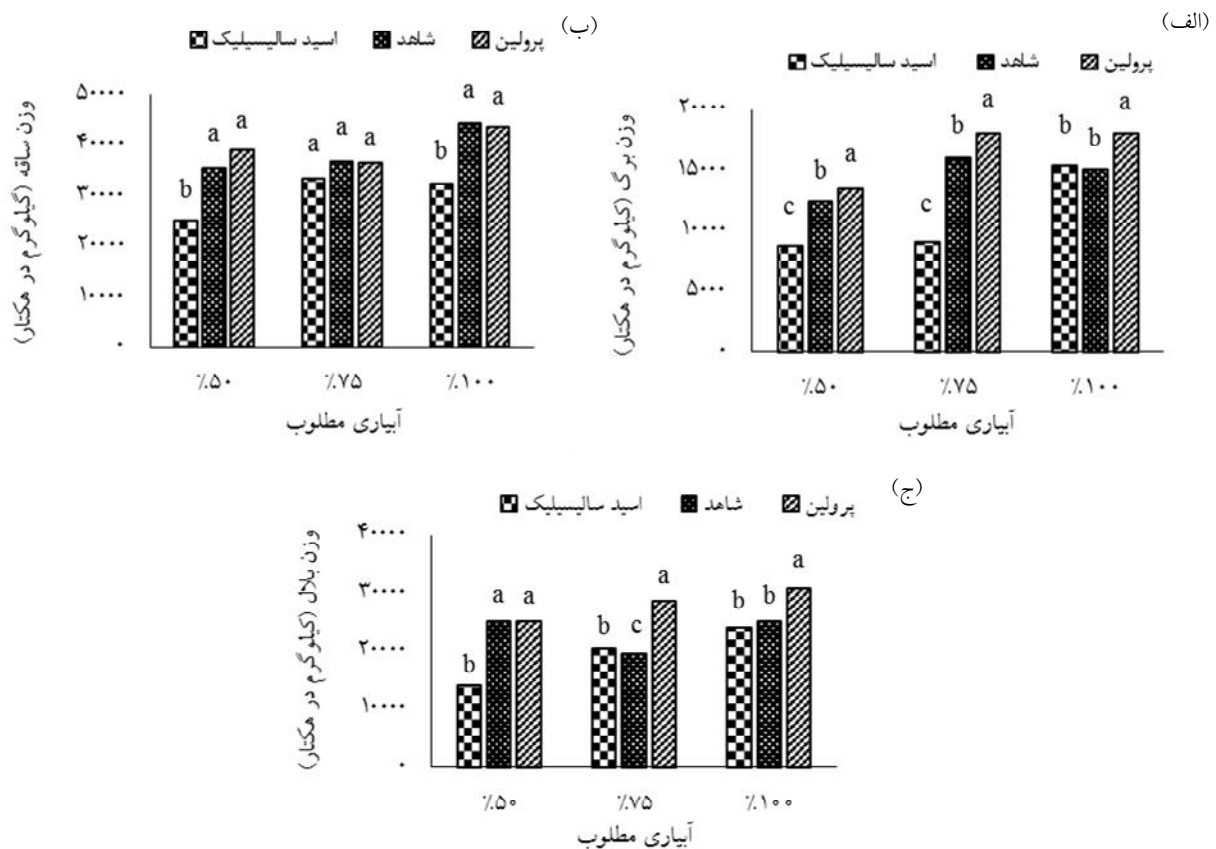 (الف)
اسید سالیسیلیک شاهد پرولین
وزن برگ (کیلوگرم در هکتار)
۲۰۰۰۰
۱۵۰۰۰
۱۰۰۰۰
۵۰۰۰
۰
c b a
c b a
b b a
٪۵۰ ٪۷۵ ٪۱۰۰
آبیاری مطلوب
(ب)
اسید سالیسیلیک شاهد پرولین
وزن ساقه (کیلوگرم در هکتار)
۵۰۰۰۰
۴۰۰۰۰
۳۰۰۰۰
۲۰۰۰۰
۱۰۰۰۰
۰
b a a
a a a
b a a
٪۵۰ ٪۷۵ ٪۱۰۰
آبیاری مطلوب
(ج)
اسید سالیسیلیک شاهد پرولین
وزن بلال (کیلوگرم در هکتار)
۴۰۰۰۰
۳۰۰۰۰
۲۰۰۰۰
۱۰۰۰۰
۰
b a a
b c a
b b a
٪۵۰ ٪۷۵ ٪۱۰۰
آبیاری مطلوب